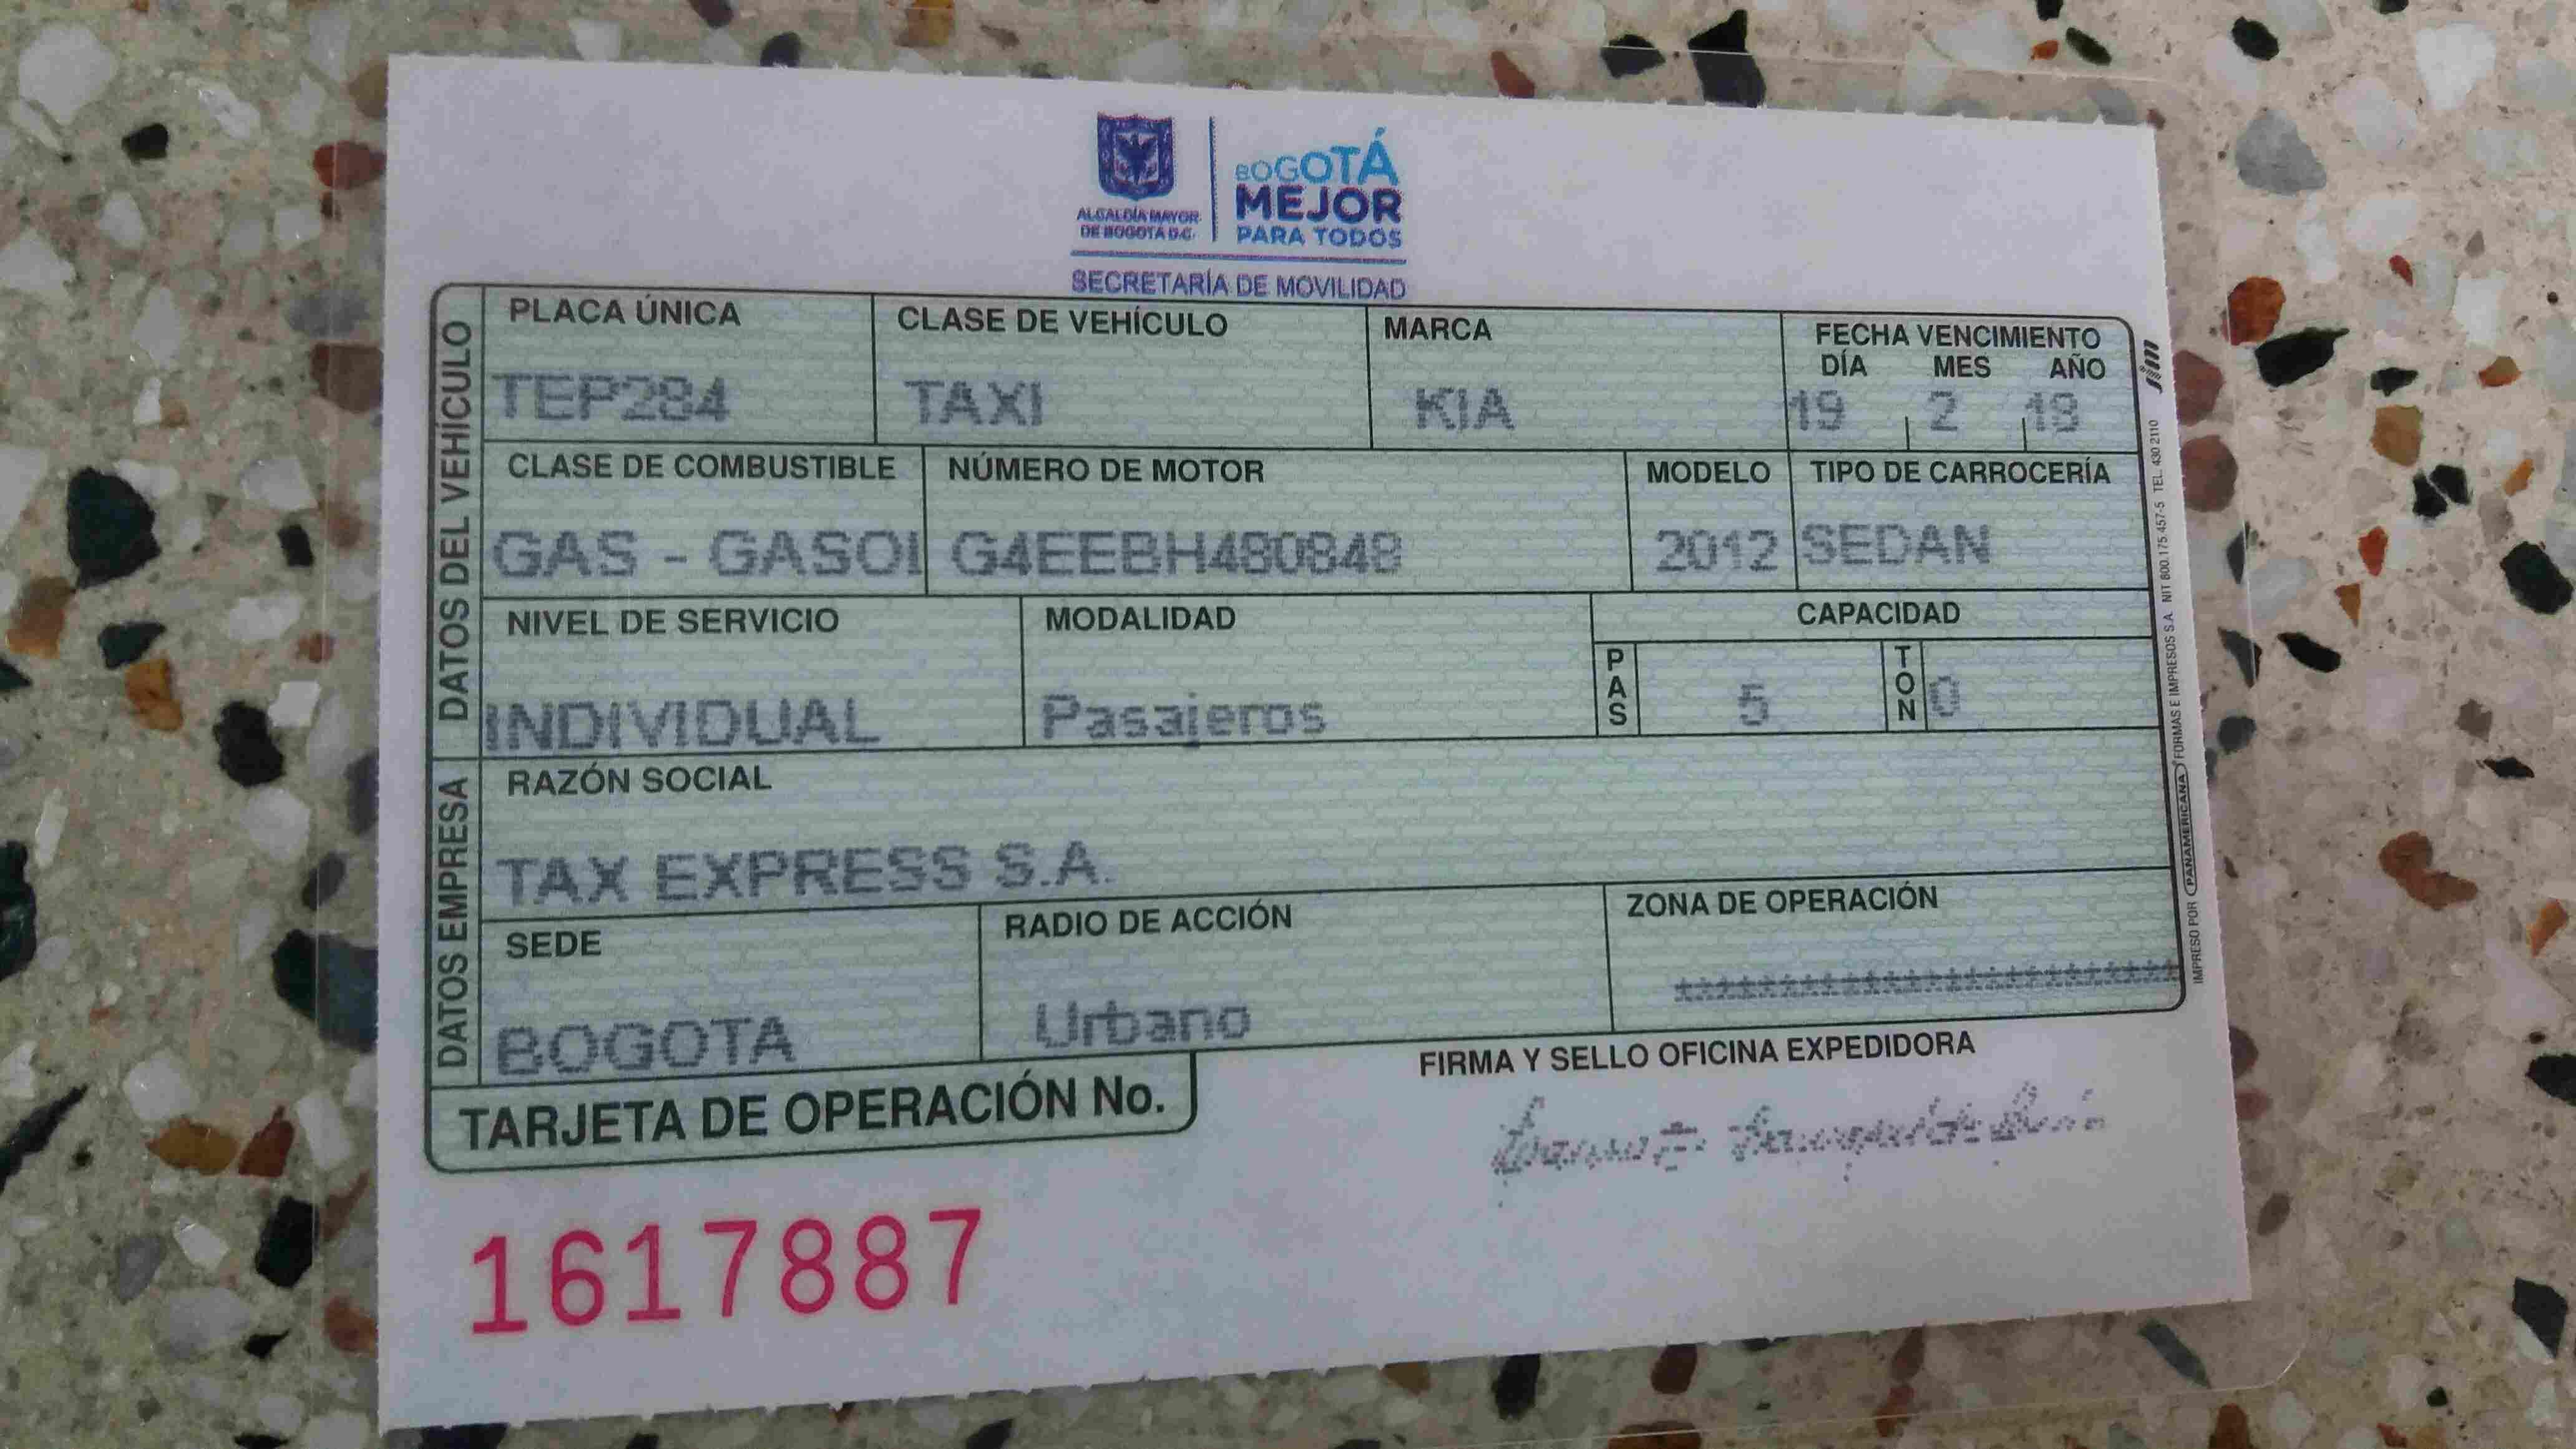 ALCALDÍA MAYOR
DE BOGOTÁ D.C.
BOGOTÁ
MEJOR
PARA TODOS
SECRETARÍA DE MOVILIDAD
DATOS DEL VEHÍCULO
PLACA ÚNICA CLASE DE VEHÍCULO MARCA FECHA VENCIMIENTO
DÍA MES AÑO
TEP284 TAXI KIA 19 2 18
CLASE DE COMBUSTIBLE NÚMERO DE MOTOR MODELO TIPO DE CARROCERÍA
GAS - GASOI G4EEBH480848 2012 SEDAN
NIVEL DE SERVICIO MODALIDAD CAPACIDAD
INDIVIDUAL Pasajeros PAS 5 TON 0
DATOS EMPRESA
RAZÓN SOCIAL
TAX EXPRESS S.A.
SEDE RADIO DE ACCIÓN ZONA DE OPERACIÓN
BOGOTA Urbano ************************
TARJETA DE OPERACIÓN No.
FIRMA Y SELLO OFICINA EXPEDIDORA
1617887
IMPRESO POR PANAMERICANA FORMAS E IMPRESOS S.A. NIT 800.175.457-5 TEL. 430 2110